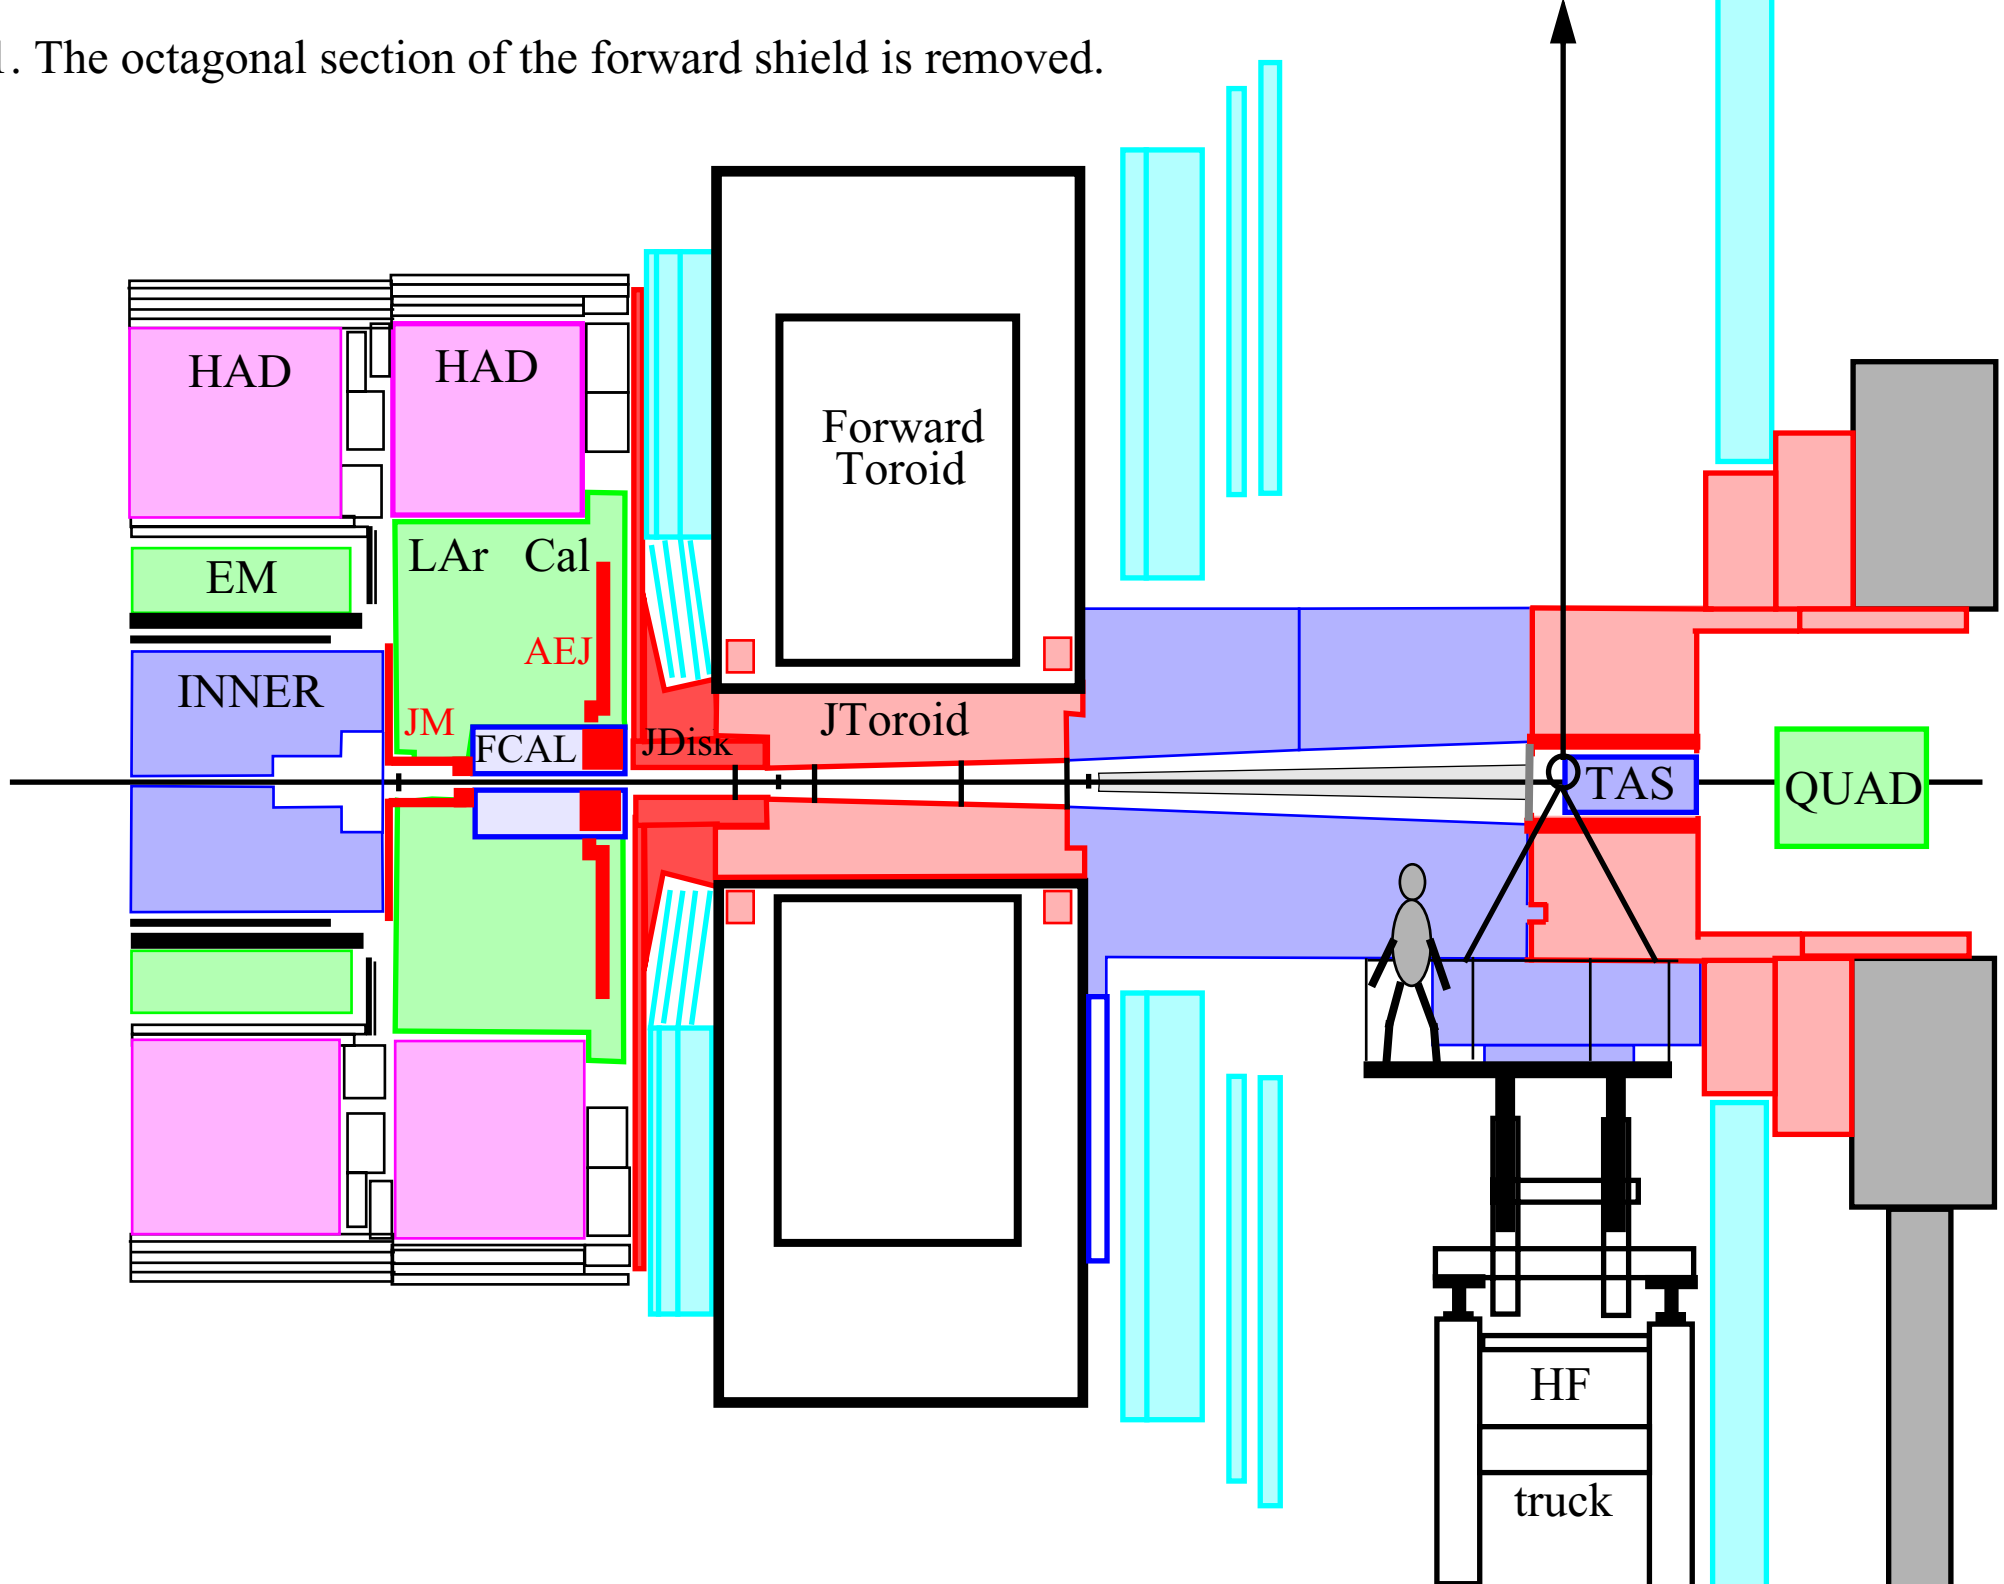 1. The octagonal section of the forward shield is removed.
HAD
HAD
Forward
Toroid
LAr Cal
EM
AEJ
INNER
JM
JToroid
FCAL
JDisk
TAS
QUAD
HF
truck